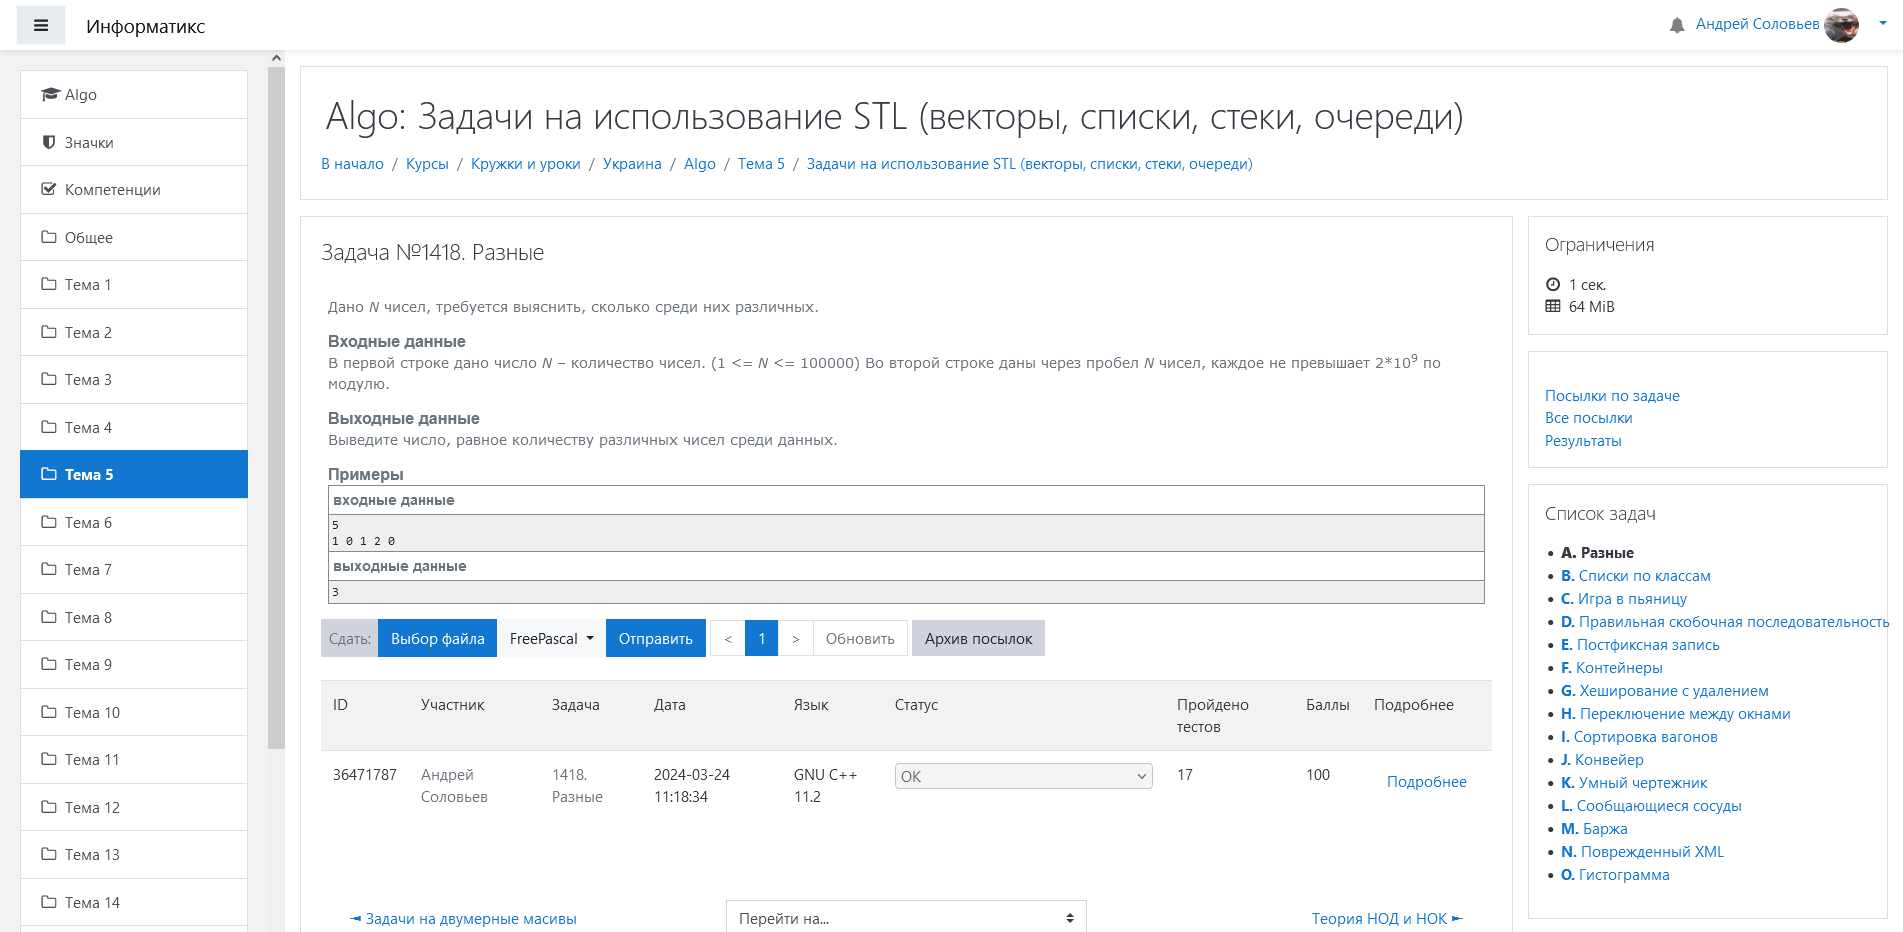 Информатикс
Андрей Соловьев
Algo
Значки
Компетенции
Общее
Тема 1
Тема 2
Тема 3
Тема 4
Тема 5
Тема 6
Тема 7
Тема 8
Тема 9
Тема 10
Тема 11
Тема 12
Тема 13
Тема 14
Algo: Задачи на использование STL (векторы, списки, стеки, очереди)
В начало / Курсы / Кружки и уроки / Украина / Algo / Тема 5 / Задачи на использование STL (векторы, списки, стеки, очереди)
Задача №1418. Разные
Дано N чисел, требуется выяснить, сколько среди них различных.
Входные данные
В первой строке дано число N – количество чисел. (1 <= N <= 100000) Во второй строке даны через пробел N чисел, каждое не превышает 2*10⁹ по
модулю.
Выходные данные
Выведите число, равное количеству различных чисел среди данных.
Примеры
входные данные
5
1 0 1 2 0
выходные данные
3
Сдать: Выбор файла FreePascal Отправить < 1 > Обновить Архив посылок
ID Участник Задача Дата Язык Статус Пройдено Баллы Подробнее
тестов
36471787 Андрей 1418. 2024-03-24 GNU C++ OK 17 100 Подробнее
Соловьев Разные 11:18:34 11.2
◄ Задачи на двумерные масивы
Перейти на...
Теория НОД и НОК ►
Ограничения
1 сек.
64 MiB
Посылки по задаче
Все посылки
Результаты
Список задач
• A. Разные
• B. Списки по классам
• C. Игра в пьяницу
• D. Правильная скобочная последовательность
• E. Постфиксная запись
• F. Контейнеры
• G. Хеширование с удалением
• H. Переключение между окнами
• I. Сортировка вагонов
• J. Конвейер
• K. Умный чертежник
• L. Сообщающиеся сосуды
• M. Баржа
• N. Поврежденный XML
• O. Гистограмма